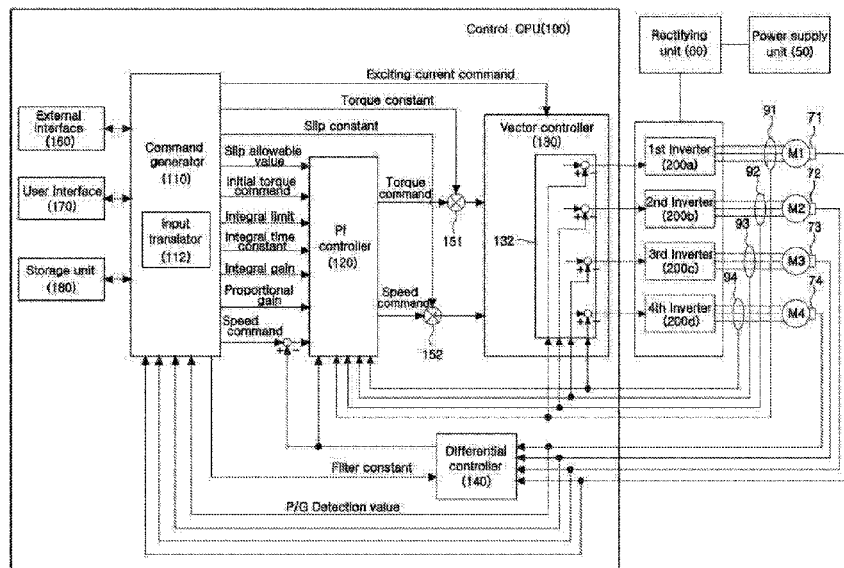 Control CPU(100)
Rectifying
unit (60)
Power supply
unit (50)
Exciting current command
Torque constant
Slip constant
External
interface
(160)
User Interface
(170)
Storage unit
(180)
Command
generator
(110)
Input
translator
(112)
Slip allowable
value
Initial torque
command
Integral limit
Integral time
constant
Integral gain
Proportional
gain
Speed
command
+
−
PI
controller
(120)
Torque
command
151
Speed
command
152
Vector controller
(130)
132
+
−
+
−
+
−
+
−
1st Inverter
(200a)
2nd Inverter
(200b)
3rd Inverter
(200c)
4th Inverter
(200d)
91
92
93
94
M1
M2
M3
M4
71
72
73
74
Differential
controller
(140)
Filter constant
P/G Detection value